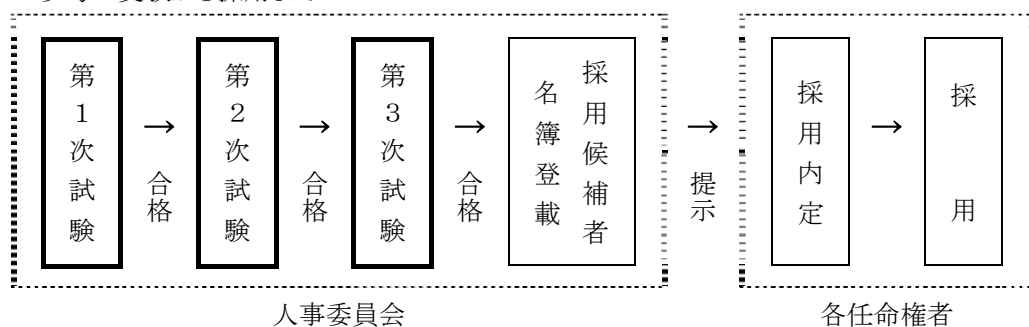 第1次試験
→
合格
第2次試験
→
合格
第3次試験
→
合格
採用候補者
名簿登載
→
提示
採用内定
→
採用
人事委員会
各任命権者